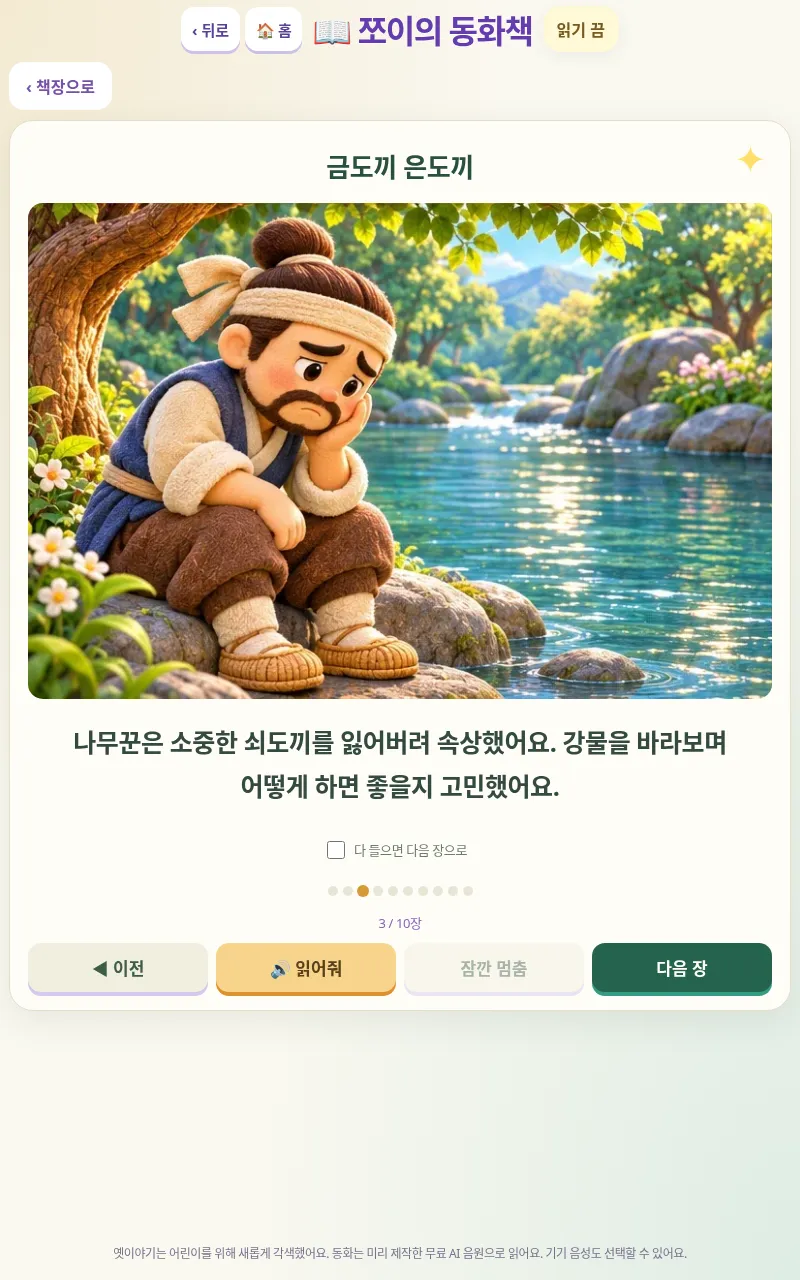 ‹ 뒤로
🏠 홈
📖 쪼이의 동화책
읽기 끔
‹ 책장으로
금도끼 은도끼
나무꾼은 소중한 쇠도끼를 잃어버려 속상했어요. 강물을 바라보며
어떻게 하면 좋을지 고민했어요.
다 들으면 다음 장으로
3 / 10장
◀ 이전
🔊 읽어줘
잠깐 멈춤
다음 장
옛이야기는 어린이를 위해 새롭게 각색했어요. 동화는 미리 제작한 무료 AI 음원으로 읽어요. 기기 음성도 선택할 수 있어요.